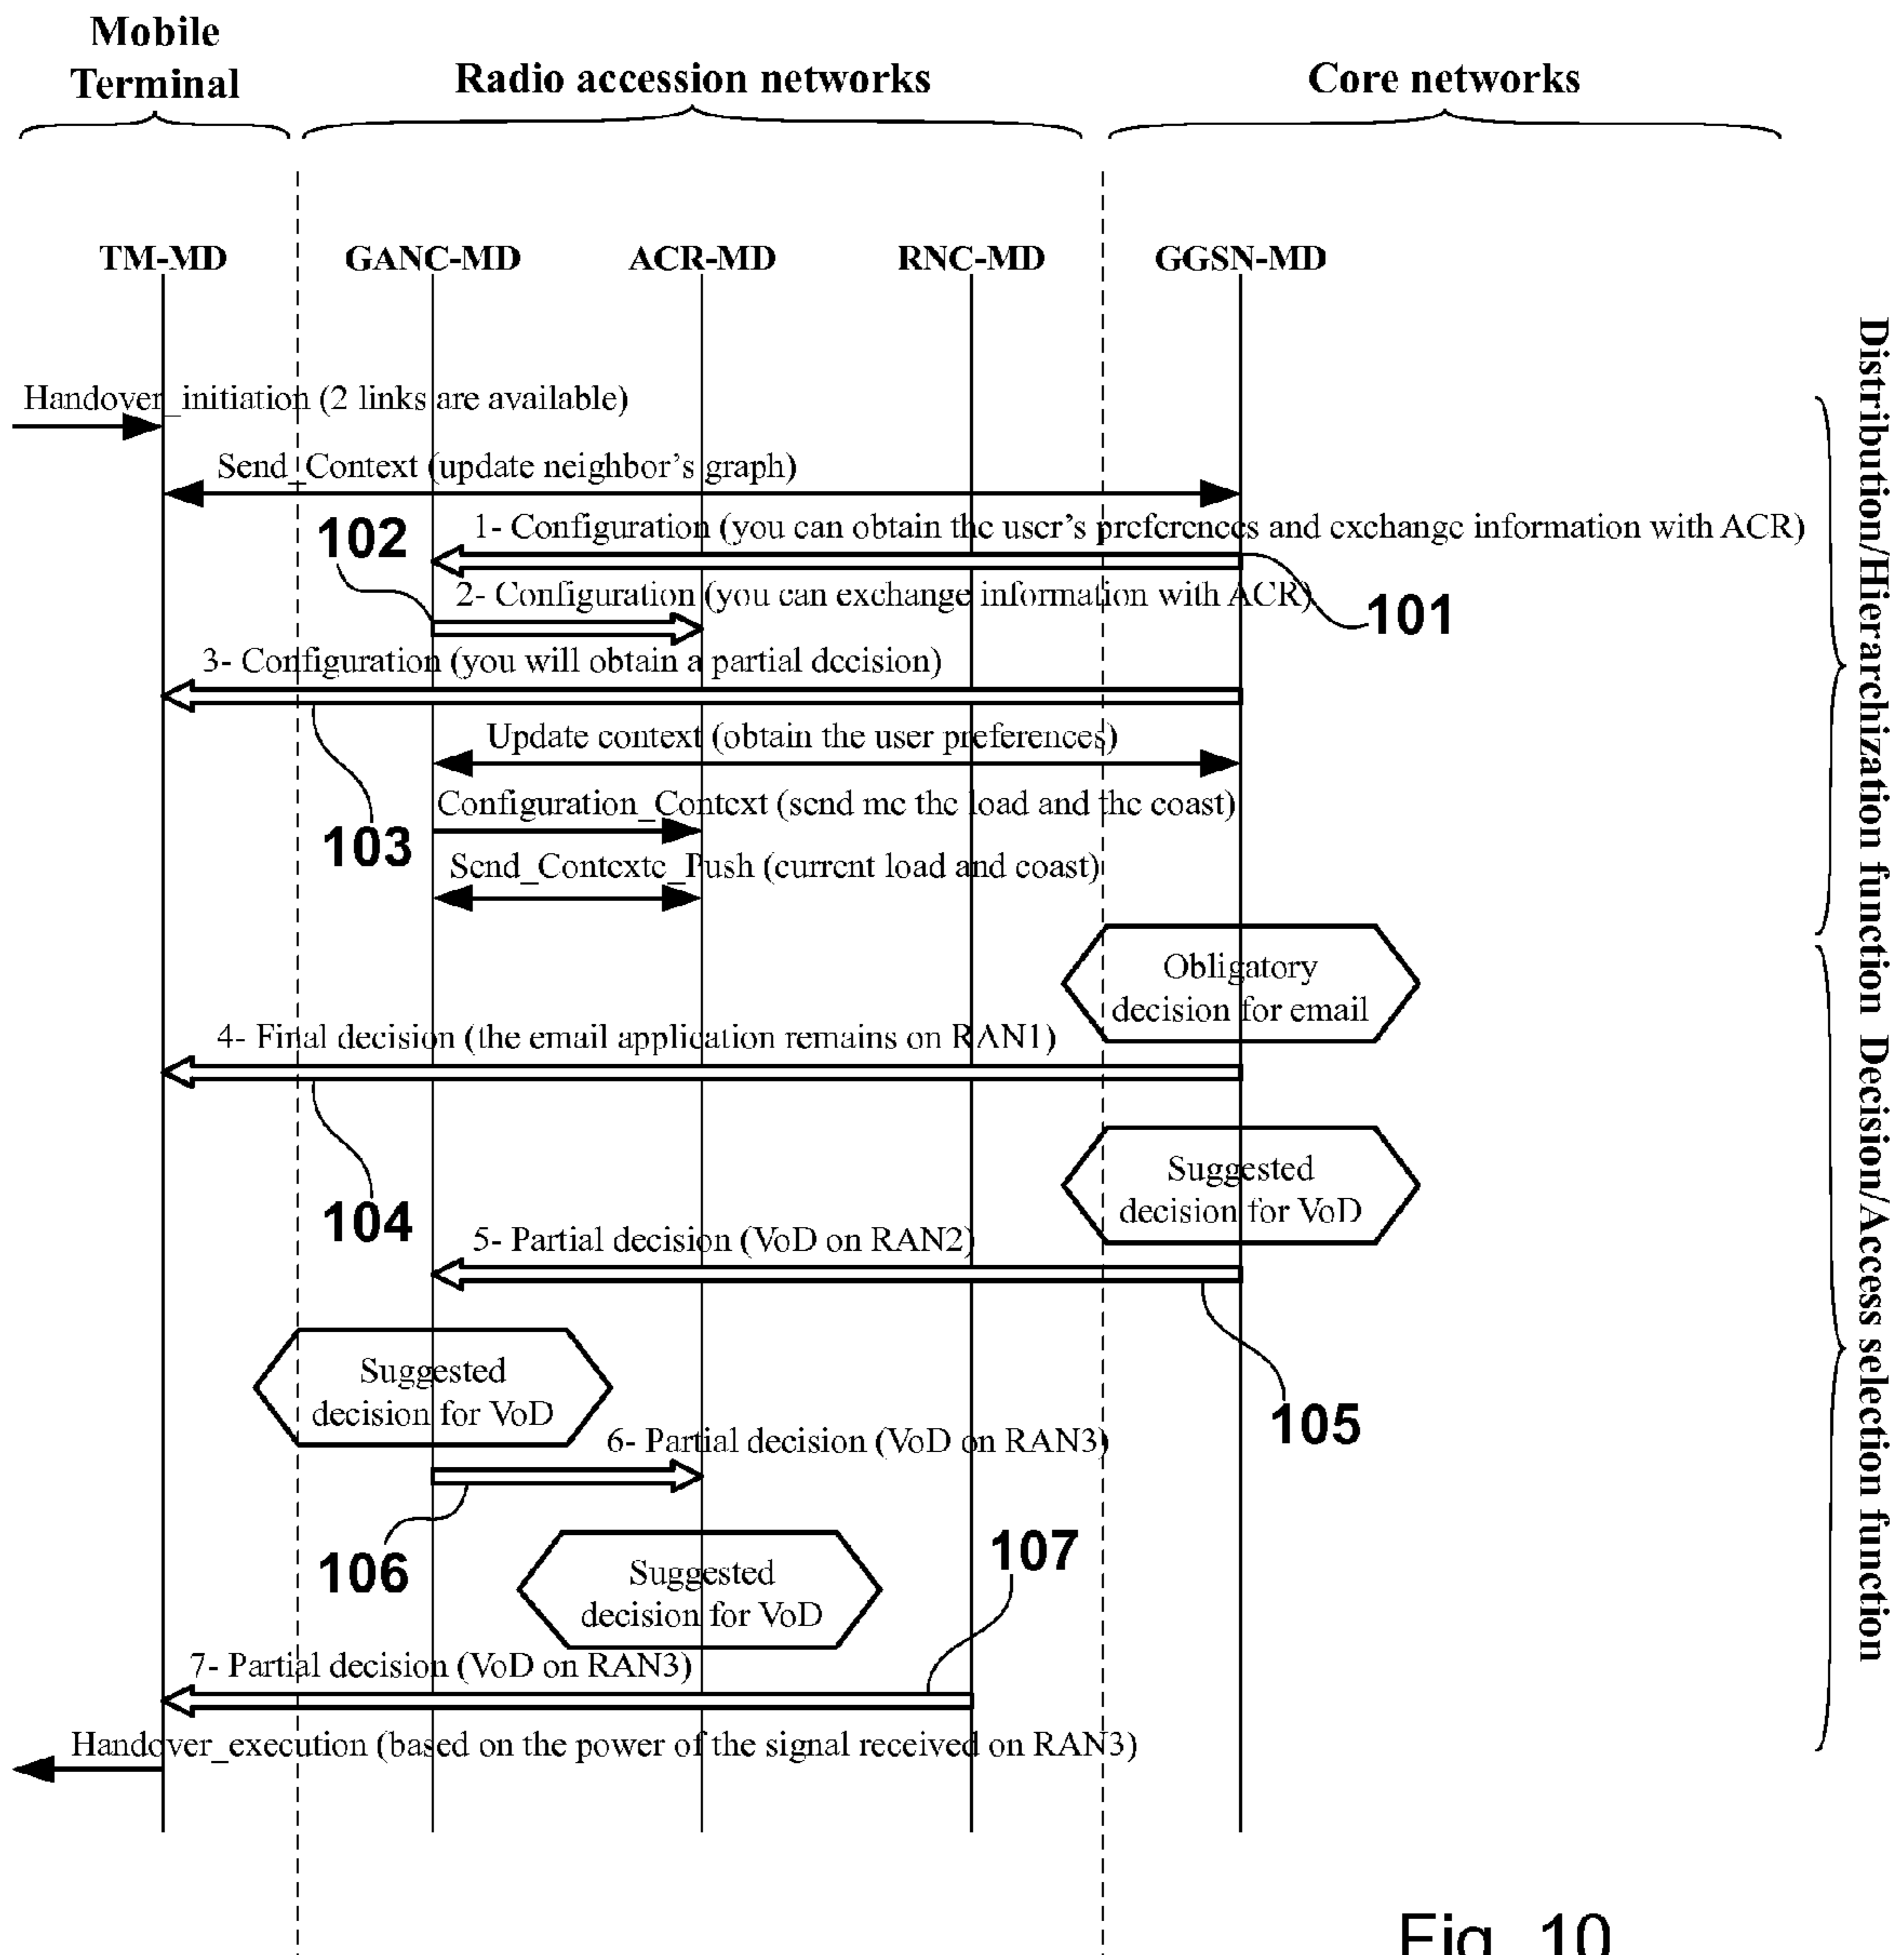 Mobile
Terminal
Radio accession networks
Core networks
TM-MD
GANC-MD
ACR-MD
RNC-MD
GGSN-MD
Handover_initiation (2 links are available)
Send_Context (update neighbor's graph)
102
1- Configuration (you can obtain the user's preferences and exchange information with ACR)
2- Configuration (you can exchange information with ACR)
101
3- Configuration (you will obtain a partial decision)
Update context (obtain the user preferences)
Configuration_Context (send me the load and the coast)
103
Send_Contexte_Push (current load and coast)
Obligatory
decision for email
4- Final decision (the email application remains on RAN1)
Suggested
decision for VoD
104
5- Partial decision (VoD on RAN2)
Suggested
decision for VoD
105
6- Partial decision (VoD on RAN3)
106
107
Suggested
decision for VoD
7- Partial decision (VoD on RAN3)
Handover_execution (based on the power of the signal received on RAN3)
Distribution/Hierarchization function
Decision/Access selection function
Fig. 10